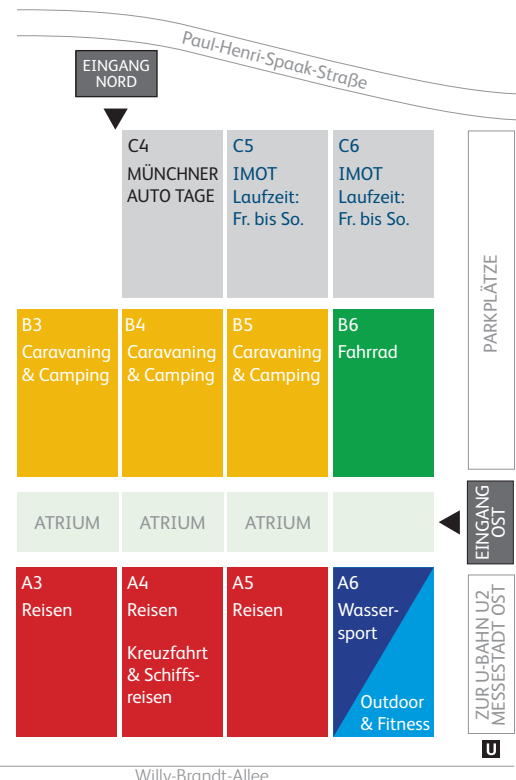 Paul-Henri-Spaak-Straße
EINGANG
NORD
C4
MÜNCHNER
AUTO TAGE
C5
IMOT
Laufzeit:
Fr. bis So.
C6
IMOT
Laufzeit:
Fr. bis So.
PARKPLÄTZE
B3
Caravaning
& Camping
B4
Caravaning
& Camping
B5
Caravaning
& Camping
B6
Fahrrad
ATRIUM
ATRIUM
ATRIUM
EINGANG
OST
A3
Reisen
A4
Reisen
Kreuzfahrt
& Schiffs-
reisen
A5
Reisen
A6
Wasser-
sport
Outdoor
& Fitness
ZUR U-BAHN U2
MESSESTADT OST
U
Willy-Brandt-Allee